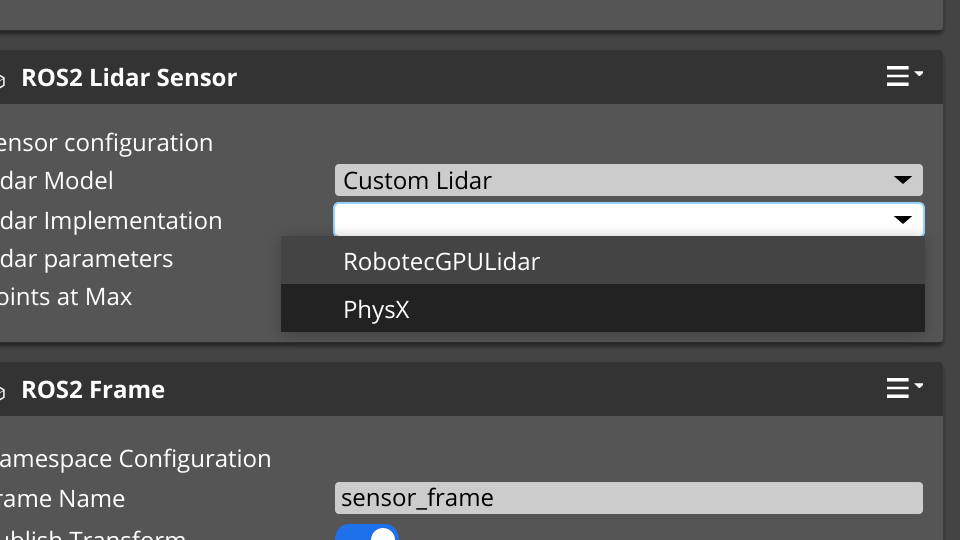 ROS2 Lidar Sensor
ensor configuration
dar Model Custom Lidar
dar Implementation
dar parameters RobotecGPULidar
oints at Max PhysX
ROS2 Frame
amespace Configuration
rame Name sensor_frame
ublish Transform